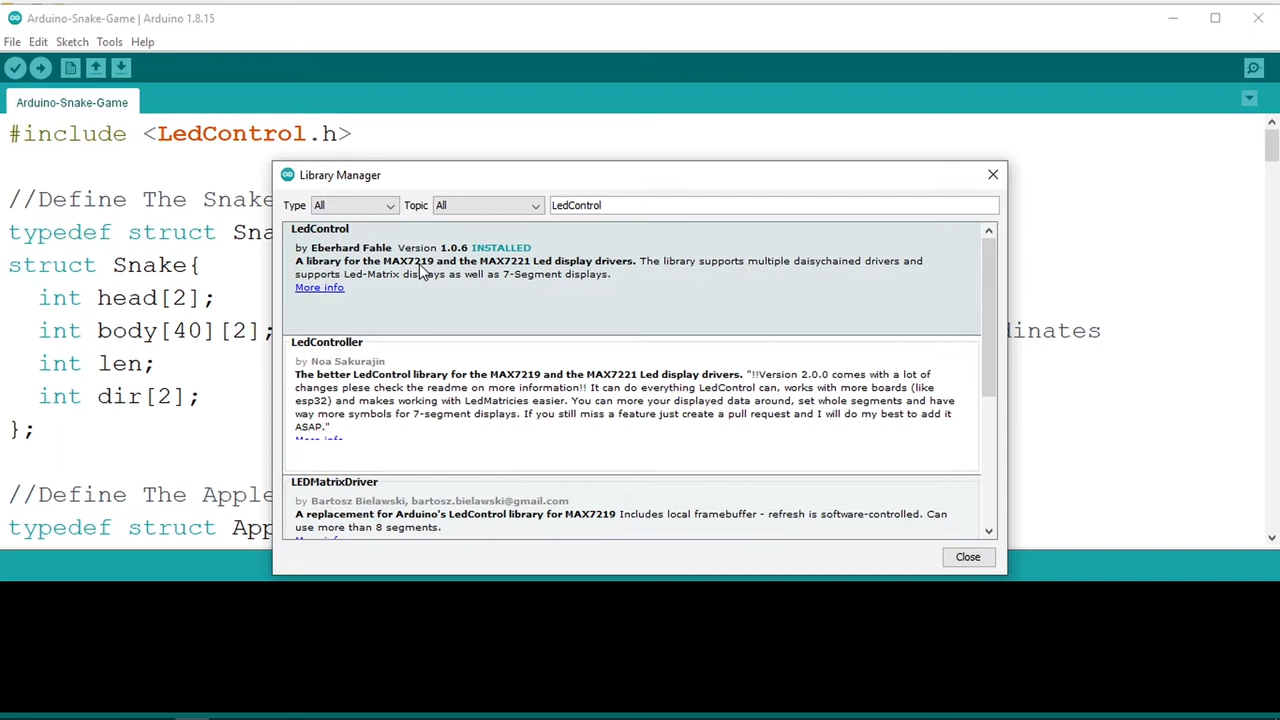 Arduino-Snake-Game | Arduino 1.8.15
File Edit Sketch Tools Help
Arduino-Snake-Game
#include <LedControl.h>
//Define The Snake
typedef struct Sna
struct Snake{
int head[2];
int body[40][2]; dinates
int len;
int dir[2];
};
//Define The Apple
typedef struct App
Library Manager
Type All Topic All LedControl
LedControl
by Eberhard Fahle Version 1.0.6 INSTALLED
A library for the MAX7219 and the MAX7221 Led display drivers. The library supports multiple daisychained drivers and
supports Led-Matrix displays as well as 7-Segment displays.
More info
LedController
by Noa Sakurajin
The better LedControl library for the MAX7219 and the MAX7221 Led display drivers. "!!Version 2.0.0 comes with a lot of
changes plese check the readme on more information!! It can do everything LedControl can, works with more boards (like
esp32) and makes working with LedMatricies easier. You can more your displayed data around, set whole segments and have
way more symbols for 7-segment displays. If you still miss a feature just create a pull request and I will do my best to add it
ASAP."
More info
LEDMatrixDriver
by Bartosz Bielawski, bartosz.bielawski@gmail.com
A replacement for Arduino's LedControl library for MAX7219 Includes local framebuffer - refresh is software-controlled. Can
use more than 8 segments.
Close